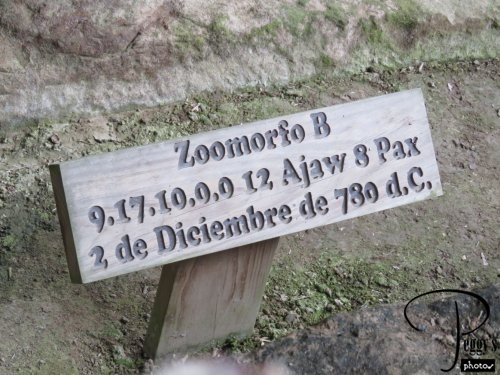 Zoomorfo B
9.17.10.0.0 12 Ajaw 8 Pax
2 de Diciembre de 780 d.C.
Peggy's
photos